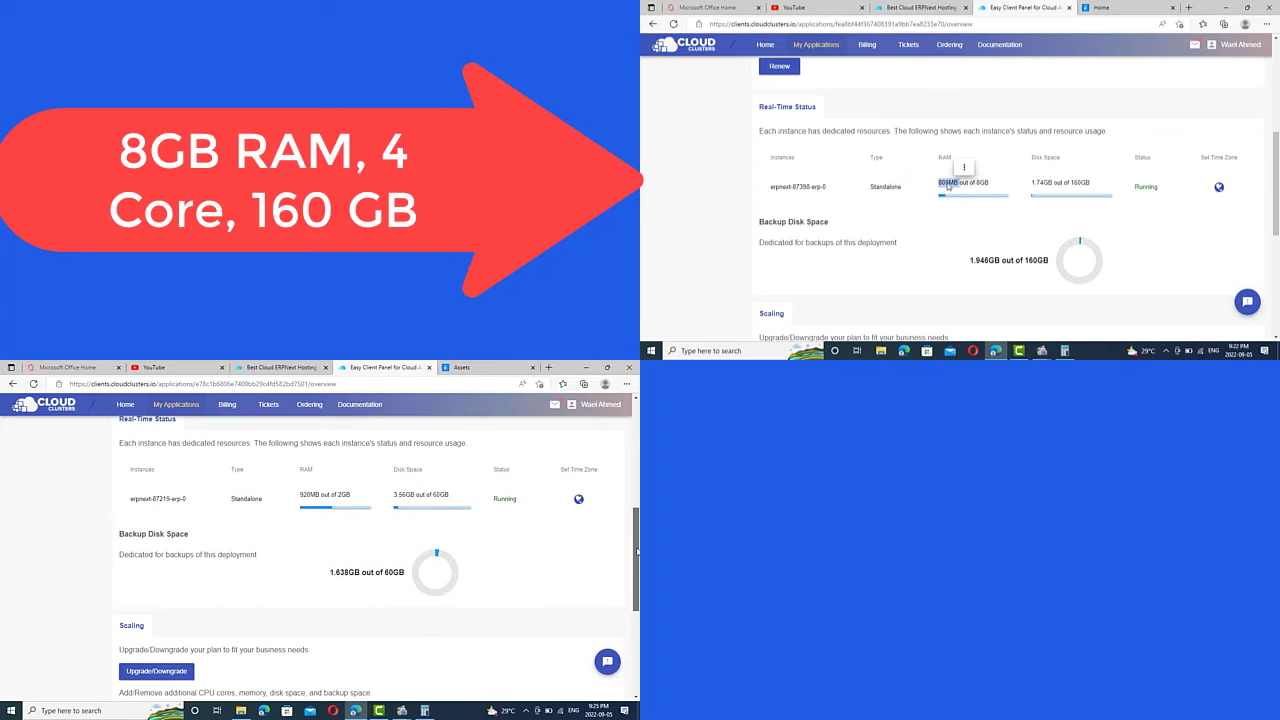 8GB RAM, 4
Core, 160 GB
Microsoft Office Home
YouTube
Best Cloud ERPNext Hosting
Easy Client Panel for Cloud A
Home
https://clients.cloudclusters.io/applications/fea8bf44f367408391a9bb7ea8233e70/overview
CLOUD
CLUSTERS
Home
My Applications
Billing
Tickets
Ordering
Documentation
Wael Ahmed
Renew
Real-Time Status
Each instance has dedicated resources. The following shows each instance's status and resource usage.
Instances Type RAM Disk Space Status Set Time Zone
erpnext-87398-erp-0 Standalone 809MB out of 8GB 1.74GB out of 160GB Running
Backup Disk Space
Dedicated for backups of this deployment
1.946GB out of 160GB
Scaling
Upgrade/Downgrade your plan to fit your business needs
Type here to search
29°C
ENG
9:22 PM
2022-09-05
Microsoft Office Home
YouTube
Best Cloud ERPNext Hosting
Easy Client Panel for Cloud A
Assets
https://clients.cloudclusters.io/applications/e78c1b6806e7400bb29c4fd582bd7501/overview
CLOUD
CLUSTERS
Home
My Applications
Billing
Tickets
Ordering
Documentation
Wael Ahmed
Real-Time Status
Each instance has dedicated resources. The following shows each instance's status and resource usage.
Instances Type RAM Disk Space Status Set Time Zone
erpnext-87219-erp-0 Standalone 920MB out of 2GB 3.56GB out of 60GB Running
Backup Disk Space
Dedicated for backups of this deployment
1.638GB out of 60GB
Scaling
Upgrade/Downgrade your plan to fit your business needs
Upgrade/Downgrade
Add/Remove additional CPU cores, memory, disk space, and backup space.
Type here to search
29°C
ENG
9:25 PM
2022-09-05